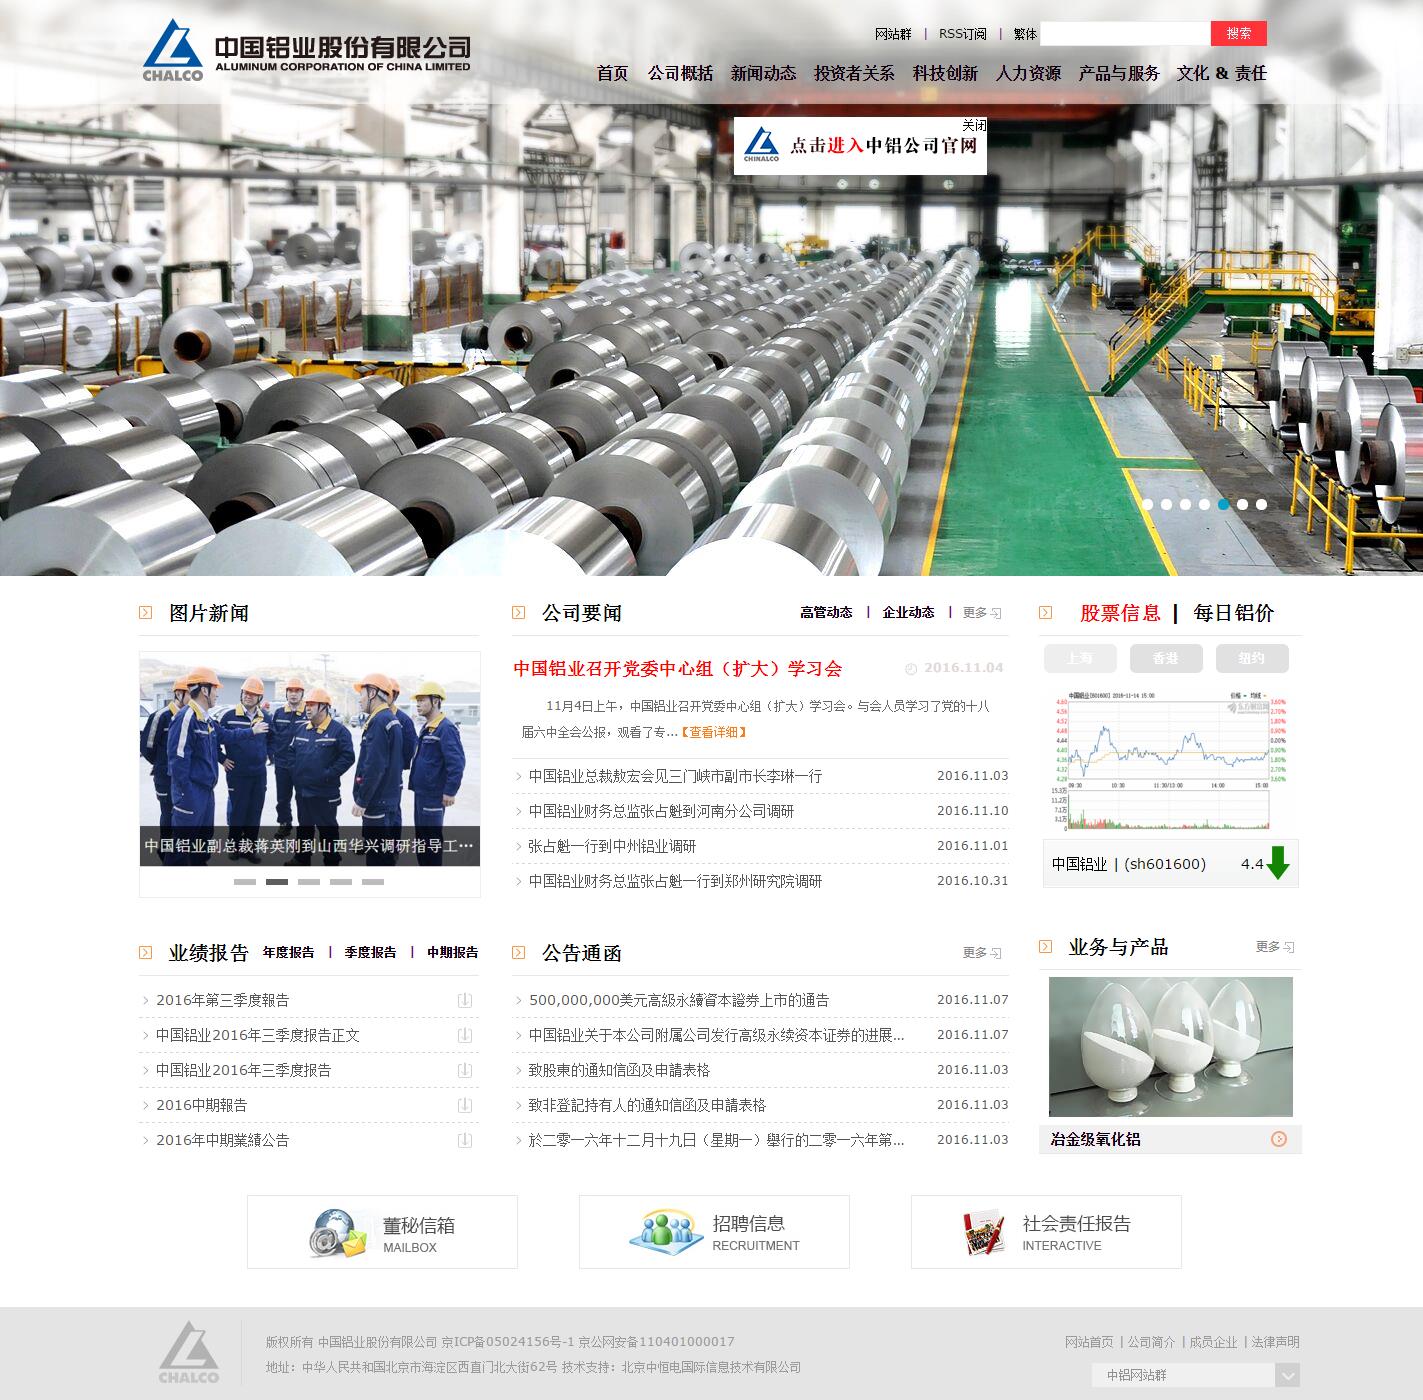 网站群 | RSS订阅 | 繁体 搜索
CHALCO
中国铝业股份有限公司
ALUMINUM CORPORATION OF CHINA LIMITED
首页 公司概括 新闻动态 投资者关系 科技创新 人力资源 产品与服务 文化 & 责任
关闭
CHINALCO 点击进入中铝公司官网
图片新闻
中国铝业副总裁蒋英刚到山西华兴调研指导工…
公司要闻 高管动态 | 企业动态 | 更多
中国铝业召开党委中心组（扩大）学习会 2016.11.04
11月4日上午，中国铝业召开党委中心组（扩大）学习会。与会人员学习了党的十八
届六中全会公报，观看了专...【查看详细】
中国铝业总裁敖宏会见三门峡市副市长李琳一行 2016.11.03
中国铝业财务总监张占魁到河南分公司调研 2016.11.10
张占魁一行到中州铝业调研 2016.11.01
中国铝业财务总监张占魁一行到郑州研究院调研 2016.10.31
股票信息 | 每日铝价
上海 香港 纽约
中国铝业[601600] 2016-11-14 15:00
09:30 10:30 11:30/13:00 14:00 15:00
中国铝业 | (sh601600) 4.4
业绩报告 年度报告 | 季度报告 | 中期报告
2016年第三季度報告
中国铝业2016年三季度报告正文
中国铝业2016年三季度报告
2016中期報告
2016年中期業績公告
公告通函 更多
500,000,000美元高級永續資本證券上市的通告 2016.11.07
中国铝业关于本公司附属公司发行高级永续资本证券的进展... 2016.11.07
致股東的通知信函及申請表格 2016.11.03
致非登記持有人的通知信函及申請表格 2016.11.03
於二零一六年十二月十九日（星期一）舉行的二零一六年第... 2016.11.03
业务与产品 更多
冶金级氧化铝
董秘信箱
MAILBOX
招聘信息
RECRUITMENT
社会责任报告
INTERACTIVE
CHALCO
版权所有 中国铝业股份有限公司 京ICP备05024156号-1 京公网安备110401000017
地址：中华人民共和国北京市海淀区西直门北大街62号 技术支持：北京中恒电国际信息技术有限公司
网站首页 | 公司简介 | 成员企业 | 法律声明
中铝网站群